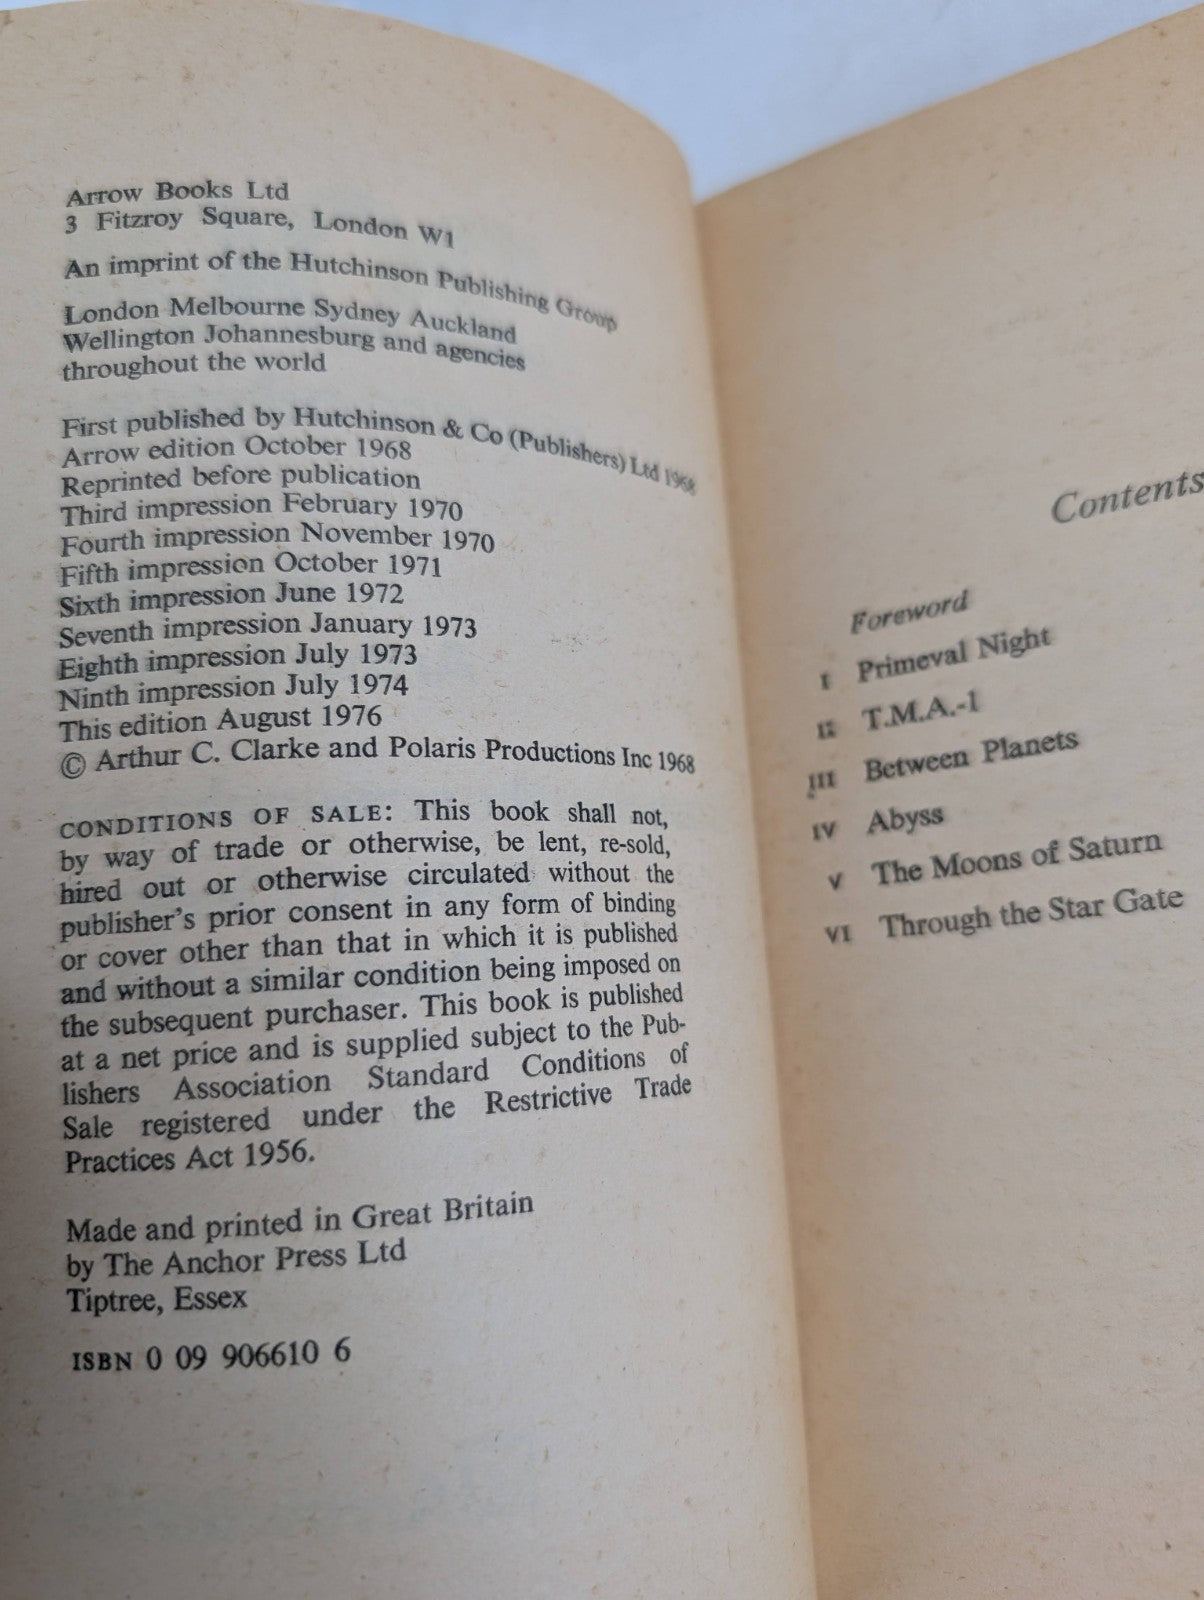 Arrow Books Ltd
3 Fitzroy Square, London W1
An imprint of the Hutchinson Publishing Group
London Melbourne Sydney Auckland
Wellington Johannesburg and agencies
throughout the world
First published by Hutchinson & Co (Publishers) Ltd 1968
Arrow edition October 1968
Reprinted before publication
Third impression February 1970
Fourth impression November 1970
Fifth impression October 1971
Sixth impression June 1972
Seventh impression January 1973
Eighth impression July 1973
Ninth impression July 1974
This edition August 1976
© Arthur C. Clarke and Polaris Productions Inc 1968
CONDITIONS OF SALE: This book shall not,
by way of trade or otherwise, be lent, re-sold,
hired out or otherwise circulated without the
publisher's prior consent in any form of binding
or cover other than that in which it is published
and without a similar condition being imposed on
the subsequent purchaser. This book is published
at a net price and is supplied subject to the Pub-
lishers Association Standard Conditions of
Sale registered under the Restrictive Trade
Practices Act 1956.
Made and printed in Great Britain
by The Anchor Press Ltd
Tiptree, Essex
ISBN 0 09 906610 6
Contents
Foreword
I Primeval Night
II T.M.A.-1
III Between Planets
IV Abyss
V The Moons of Saturn
VI Through the Star Gate